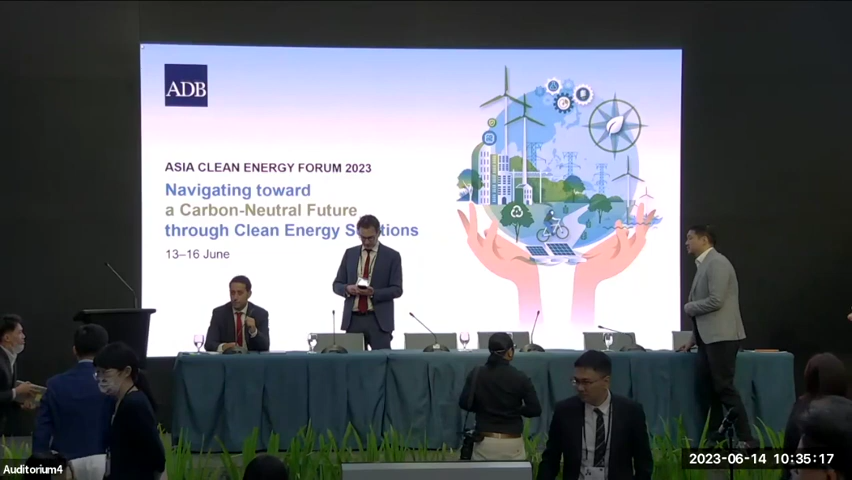 ADB
ASIA CLEAN ENERGY FORUM 2023
Navigating toward
a Carbon-Neutral Future
through Clean Energy S utions
13–16 June
Auditorium4
2023-06-14 10:35:17